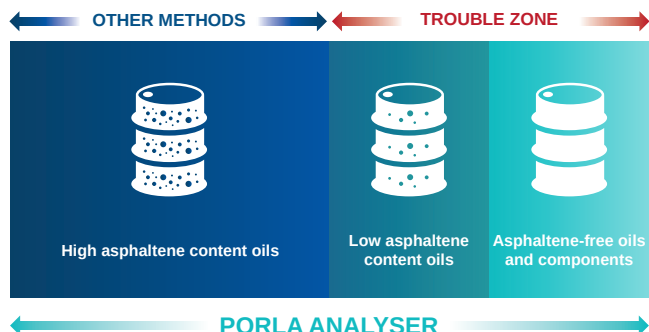 OTHER METHODS
TROUBLE ZONE
High asphaltene content oils
Low asphaltene
content oils
Asphaltene-free oils
and components
PORLA ANALYSER